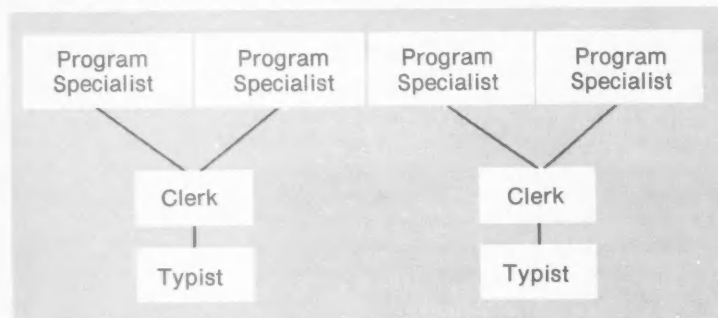 Program Program Program Program
Specialist Specialist Specialist Specialist
Clerk Clerk
Typist Typist